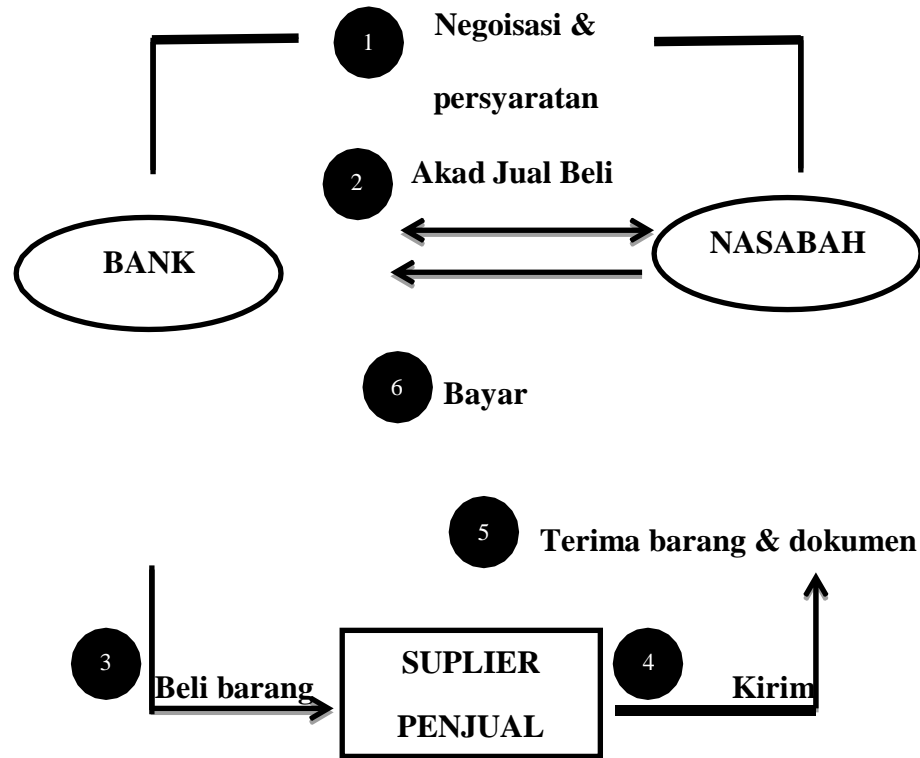 1 Negoisasi &
persyaratan
2 Akad Jual Beli
BANK
NASABAH
6 Bayar
5 Terima barang & dokumen
3 Beli barang
SUPLIER
PENJUAL
4 Kirim